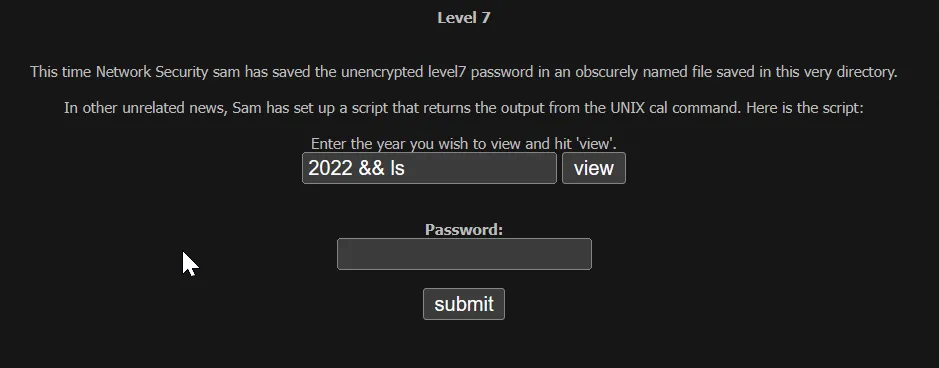 Level 7
This time Network Security sam has saved the unencrypted level7 password in an obscurely named file saved in this very directory.
In other unrelated news, Sam has set up a script that returns the output from the UNIX cal command. Here is the script:
Enter the year you wish to view and hit 'view'.
2022 && ls view
Password:
submit